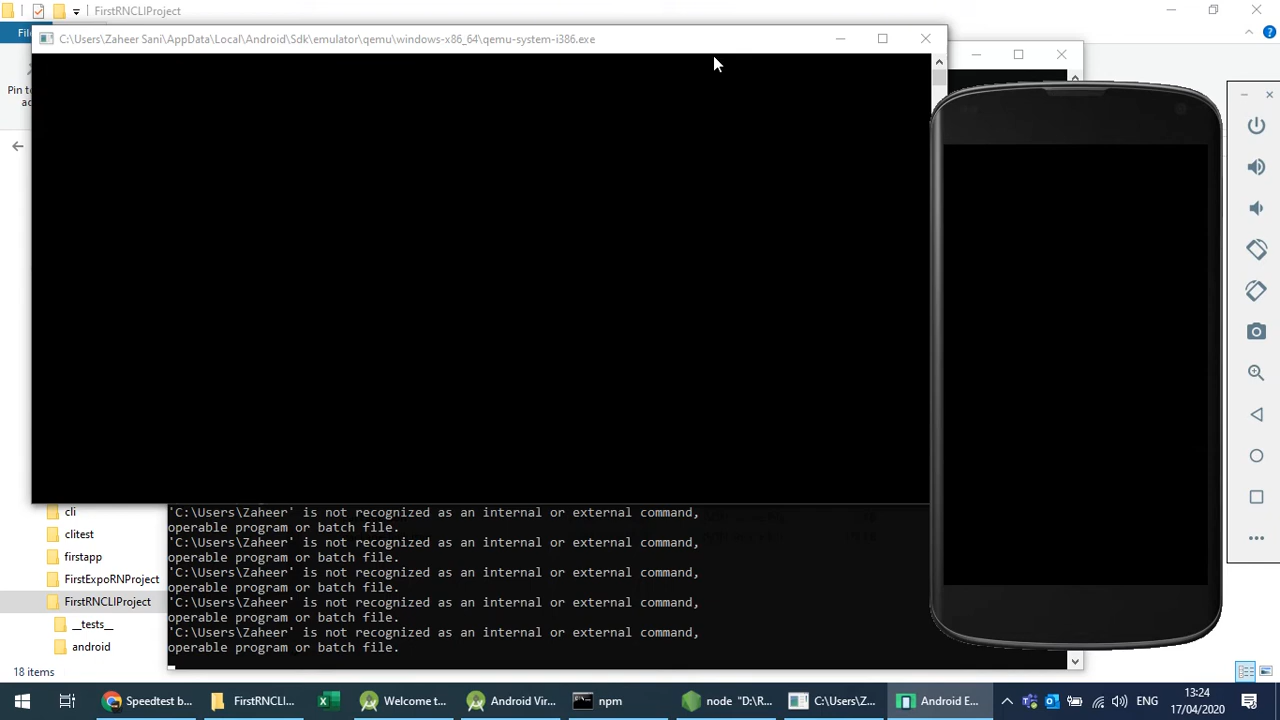 FirstRNCLIProject
C:\Users\Zaheer Sani\AppData\Local\Android\Sdk\emulator\qemu\windows-x86_64\qemu-system-i386.exe
File
Pin to
cli
clitest
firstapp
FirstExpoRNProject
FirstRNCLIProject
__tests__
android
18 items
'C:\Users\Zaheer' is not recognized as an internal or external command,
operable program or batch file.
'C:\Users\Zaheer' is not recognized as an internal or external command,
operable program or batch file.
'C:\Users\Zaheer' is not recognized as an internal or external command,
operable program or batch file.
'C:\Users\Zaheer' is not recognized as an internal or external command,
operable program or batch file.
'C:\Users\Zaheer' is not recognized as an internal or external command,
operable program or batch file.
Speedtest b...
FirstRNCLI...
Welcome t...
Android Vir...
npm
node "D:\R...
C:\Users\Z...
Android E...
ENG
13:24
17/04/2020